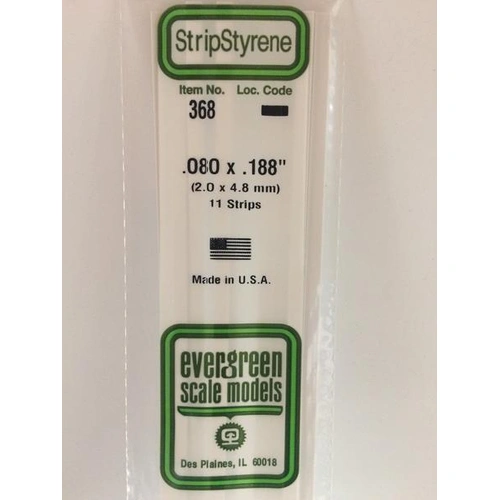 StripStyrene
Item No. Loc. Code
368
.080 x .188"
(2.0 x 4.8 mm)
11 Strips
Made in U.S.A.
evergreen
scale models
Des Plaines, IL 60018